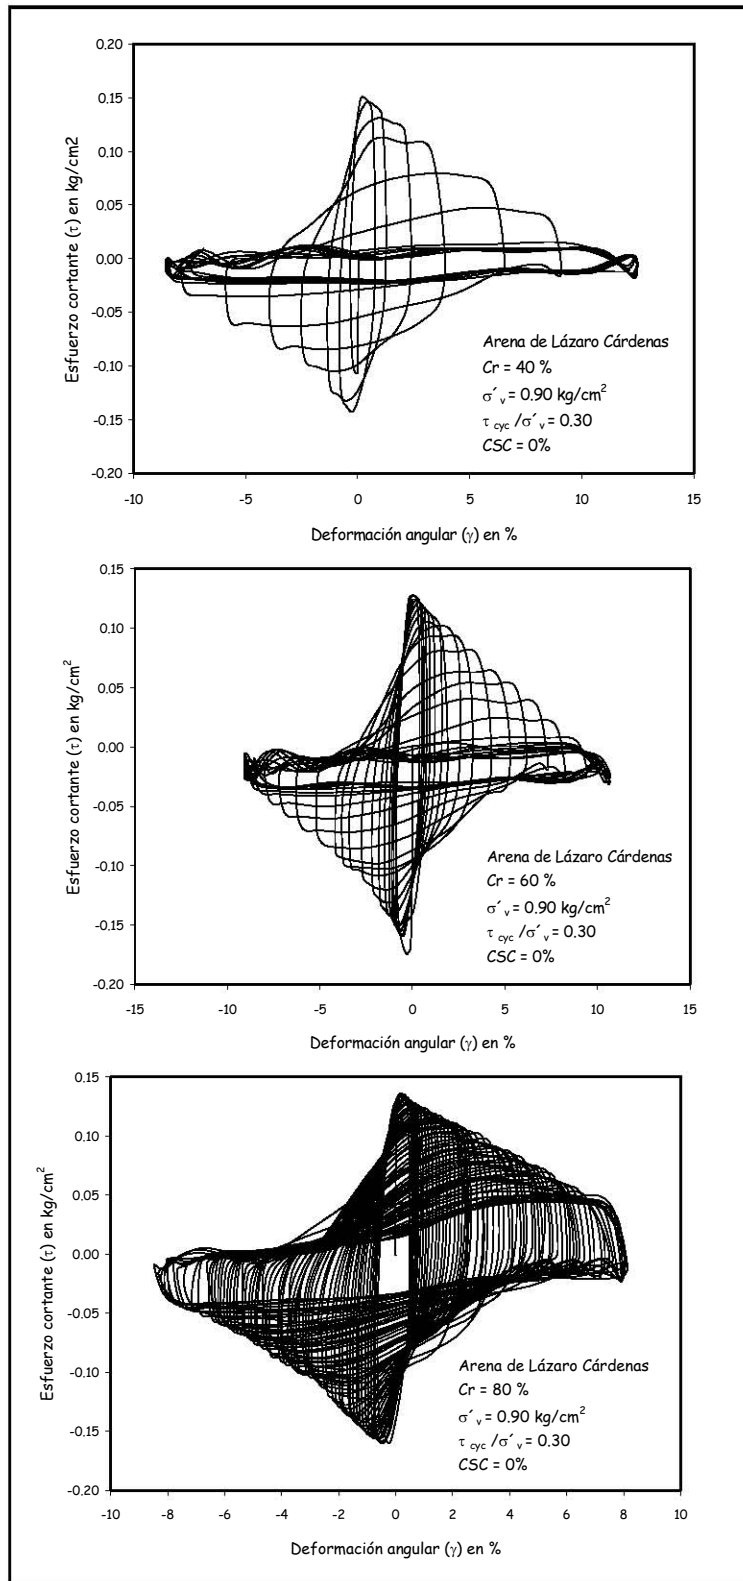 0.20
0.15
0.10
0.05
0.00
-0.05
-0.10
-0.15
-0.20
Esfuerzo cortante (τ) en kg/cm2
Arena de Lázaro Cárdenas
Cr = 40 %
σ´v = 0.90 kg/cm²
τ cyc /σ´v = 0.30
CSC = 0%
-10 -5 0 5 10 15
Deformación angular (γ) en %
0.15
0.10
0.05
0.00
-0.05
-0.10
-0.15
-0.20
Esfuerzo cortante (τ) en kg/cm²
Arena de Lázaro Cárdenas
Cr = 60 %
σ´v = 0.90 kg/cm²
τ cyc /σ´v = 0.30
CSC = 0%
-15 -10 -5 0 5 10 15
Deformación angular (γ) en %
0.15
0.10
0.05
0.00
-0.05
-0.10
-0.15
-0.20
Esfuerzo cortante (τ) en kg/cm²
Arena de Lázaro Cárdenas
Cr = 80 %
σ´v = 0.90 kg/cm²
τ cyc /σ´v = 0.30
CSC = 0%
-10 -8 -6 -4 -2 0 2 4 6 8 10
Deformación angular (γ) en %